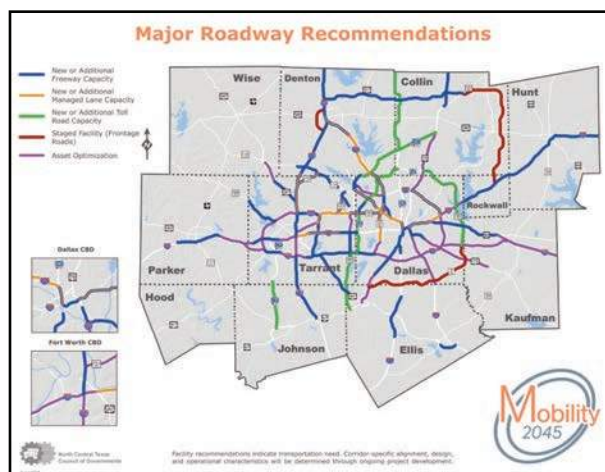 Major Roadway Recommendations
New or Additional
Freeway Capacity
New or Additional
Managed Lane Capacity
New or Additional Toll
Road Capacity
Staged Facility (Frontage
Roads)
Asset Optimization
Wise
Denton
Collin
Hunt
Rockwall
Parker
Tarrant
Dallas
Kaufman
Hood
Johnson
Ellis
Dallas CBD
Fort Worth CBD
North Central Texas
Council of Governments
Facility recommendations indicate transportation need. Corridor-specific alignment, design,
and operational characteristics will be determined through ongoing project development.
Mobility
2045